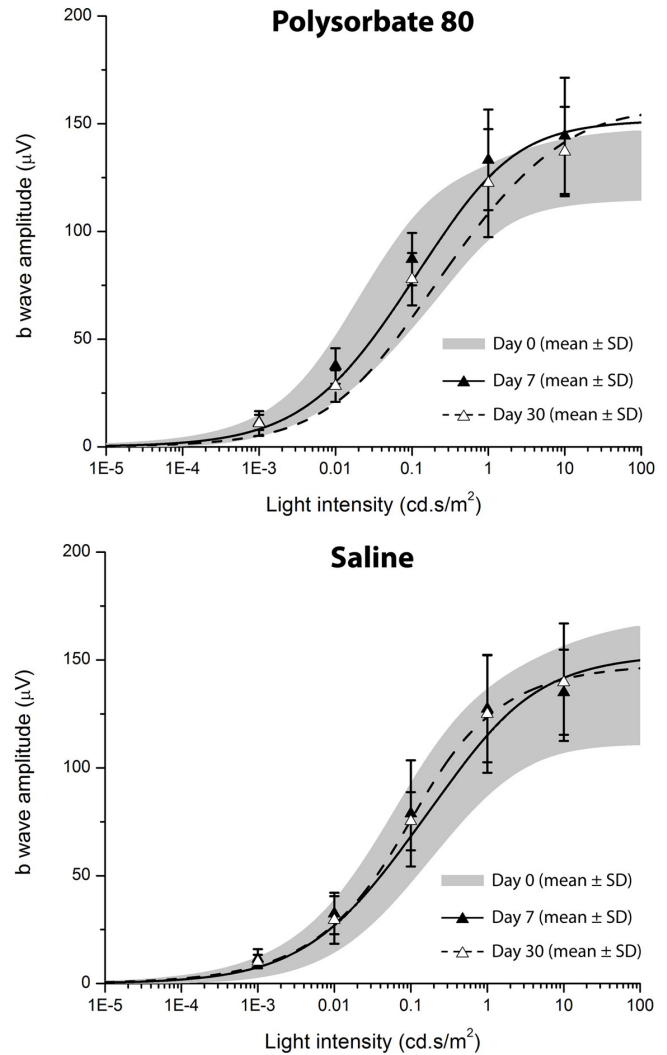 Polysorbate 80
200
150
100
50
0
b wave amplitude (μV)
Day 0 (mean ± SD)
Day 7 (mean ± SD)
Day 30 (mean ± SD)
1E-5 1E-4 1E-3 0.01 0.1 1 10 100
Light intensity (cd.s/m²)
Saline
200
150
100
50
0
b wave amplitude (μV)
Day 0 (mean ± SD)
Day 7 (mean ± SD)
Day 30 (mean ± SD)
1E-5 1E-4 1E-3 0.01 0.1 1 10 100
Light intensity (cd.s/m²)